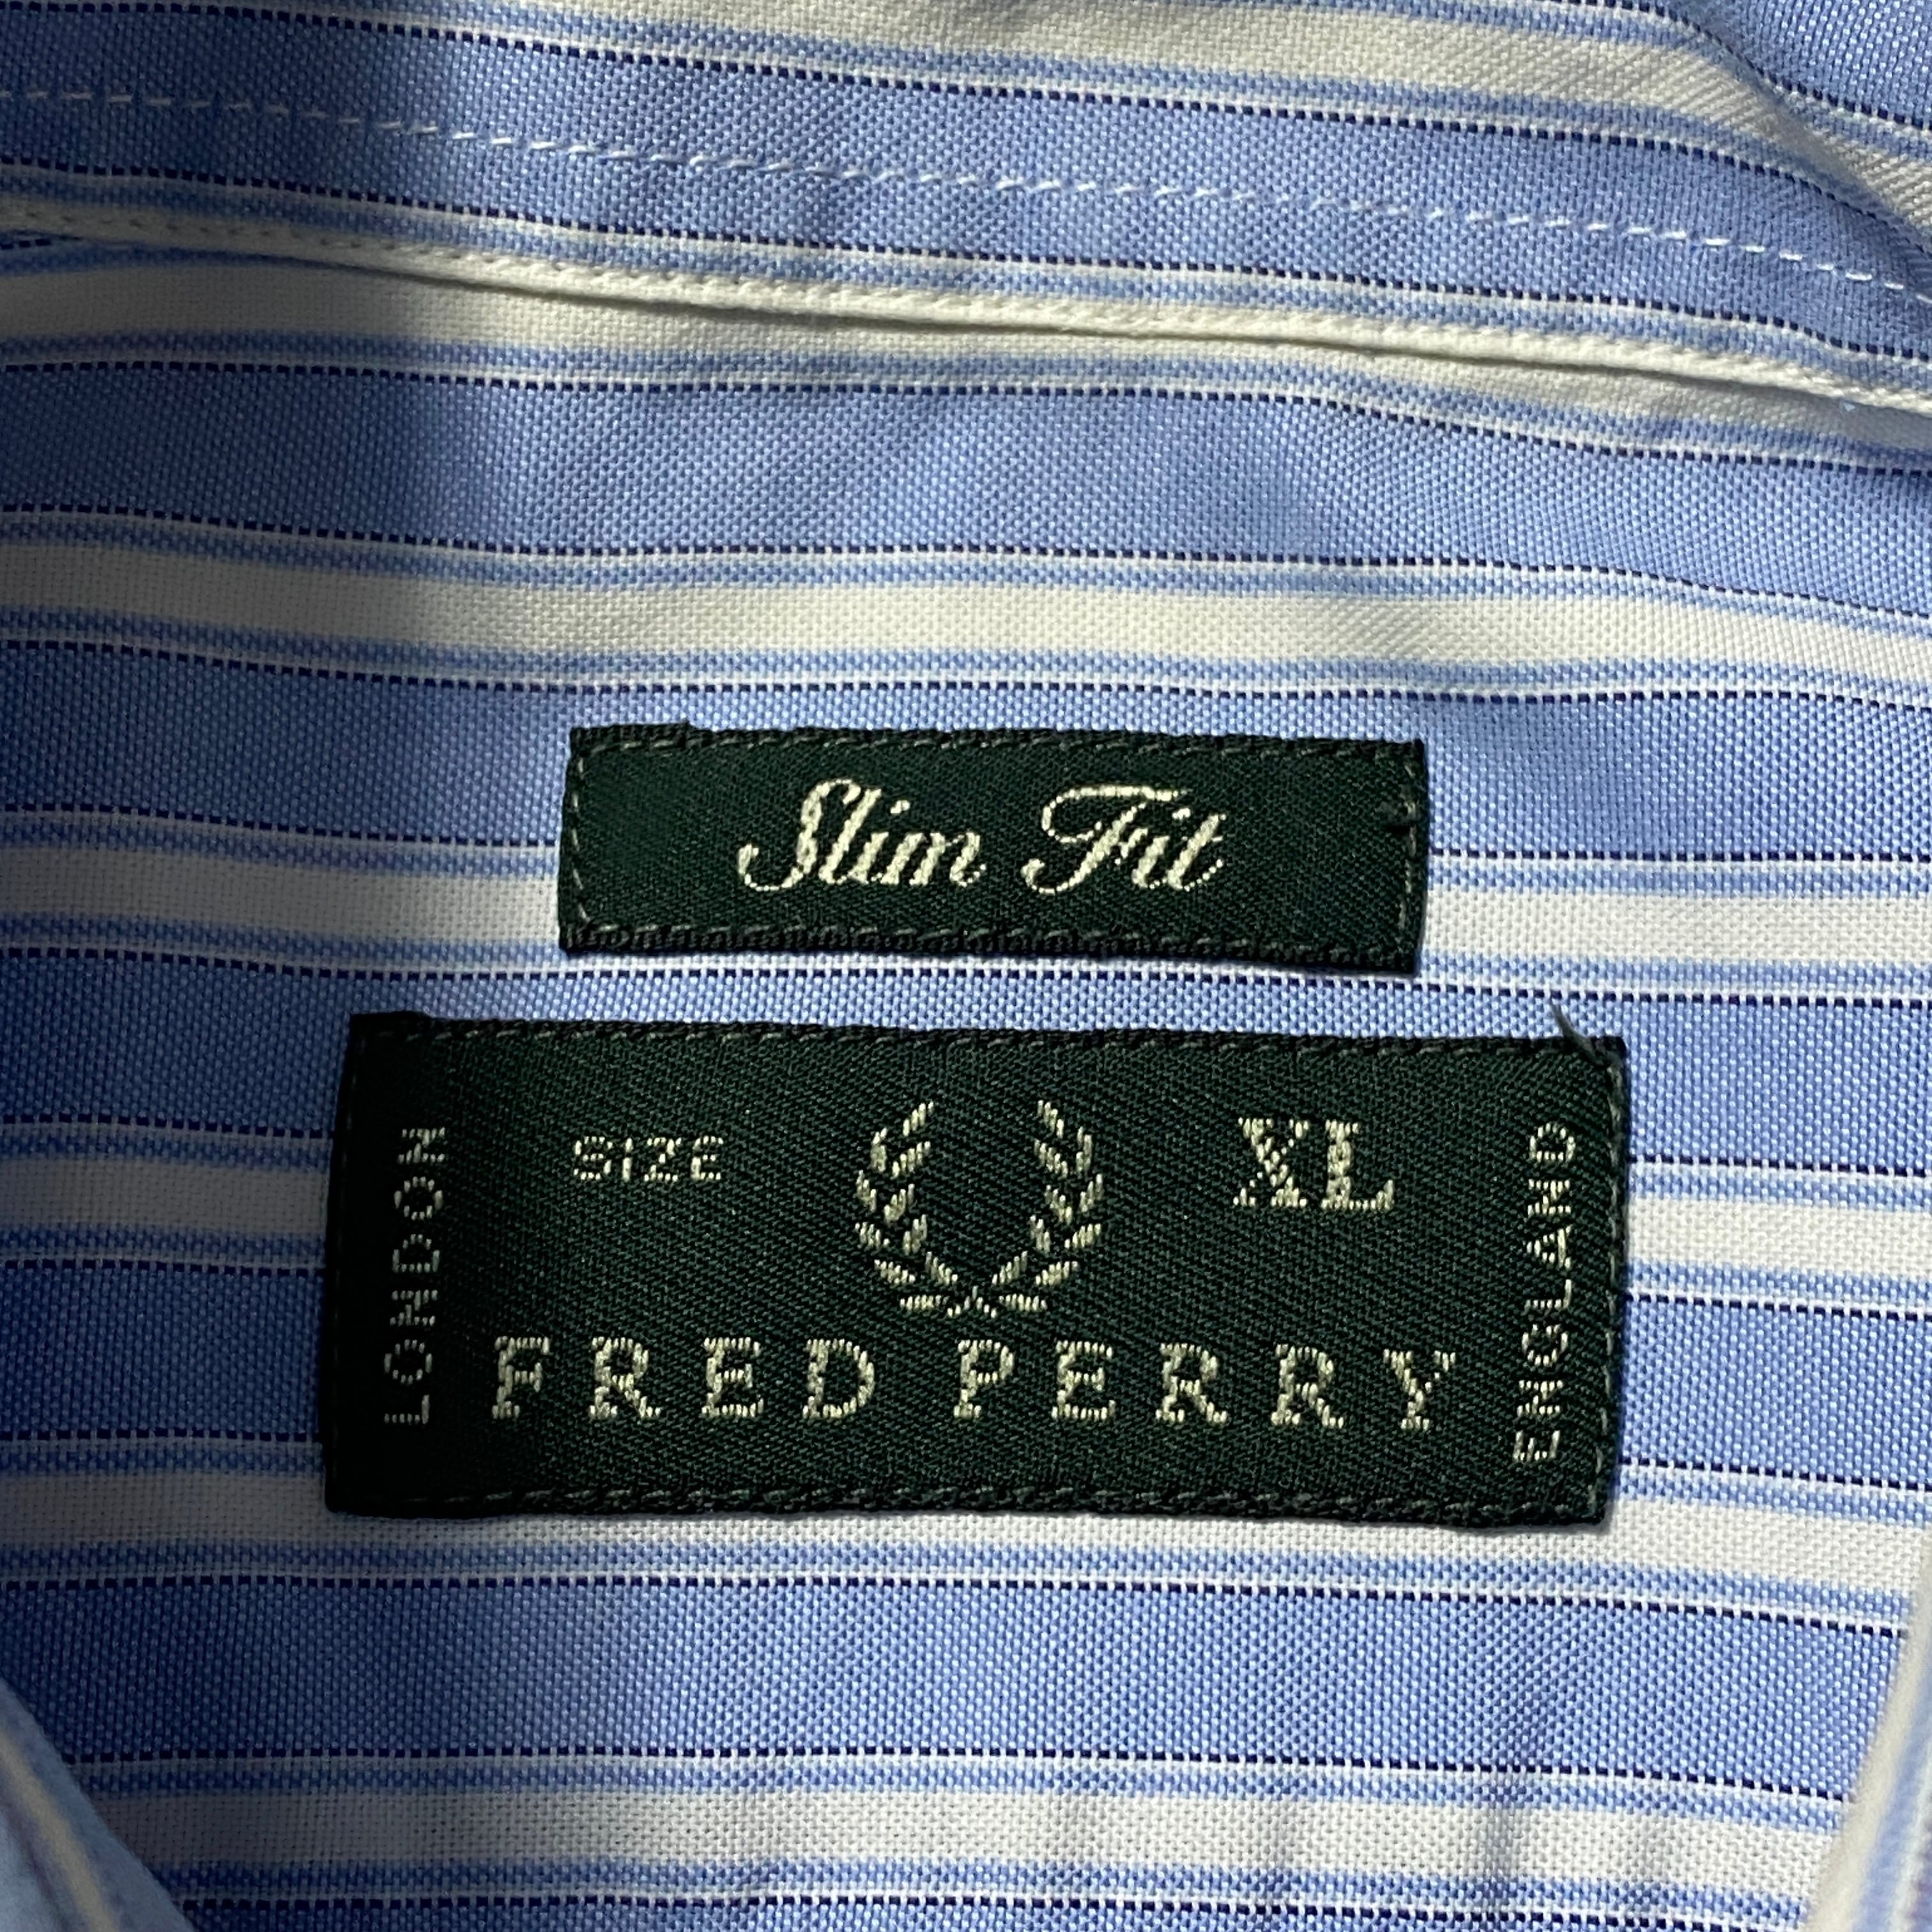 Slim Fit
LONDON
SIZE XL
FRED PERRY
ENGLAND